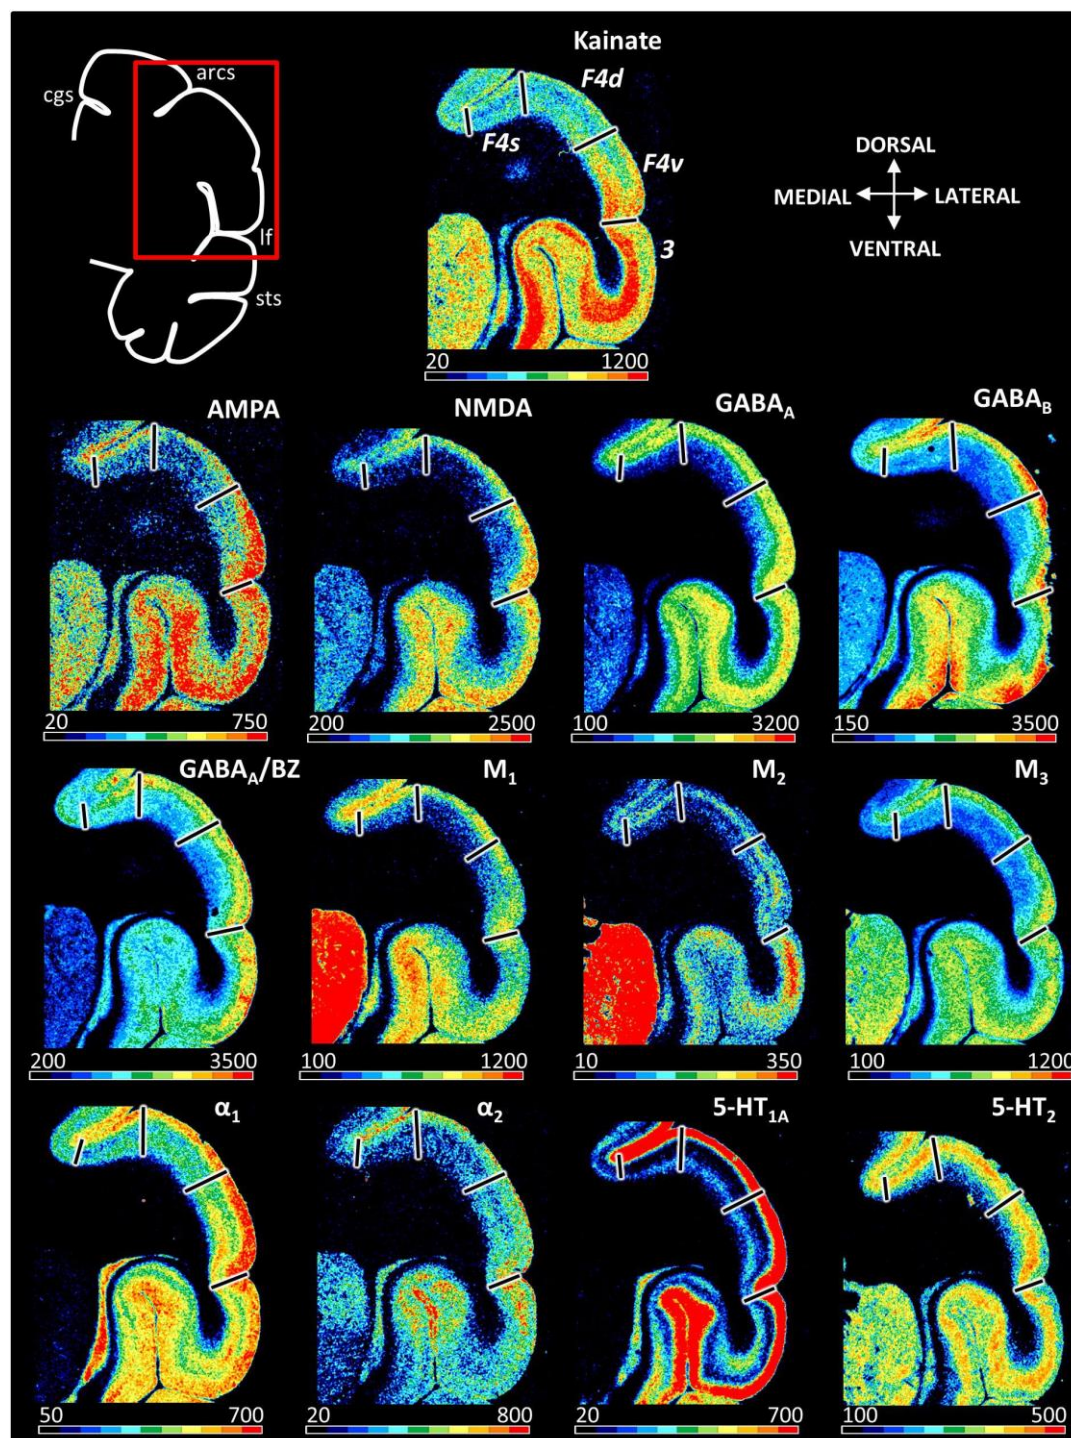 Kainate
arcs
cgs
F4d
F4s
F4v
DORSAL
MEDIAL LATERAL
VENTRAL
lf
3
sts
20 1200
AMPA NMDA GABAA GABAB
20 750 200 2500 100 3200 150 3500
GABAA/BZ M1 M2 M3
200 3500 100 1200 10 350 100 1200
α1 α2 5-HT1A 5-HT2
50 700 20 800 20 700 100 500